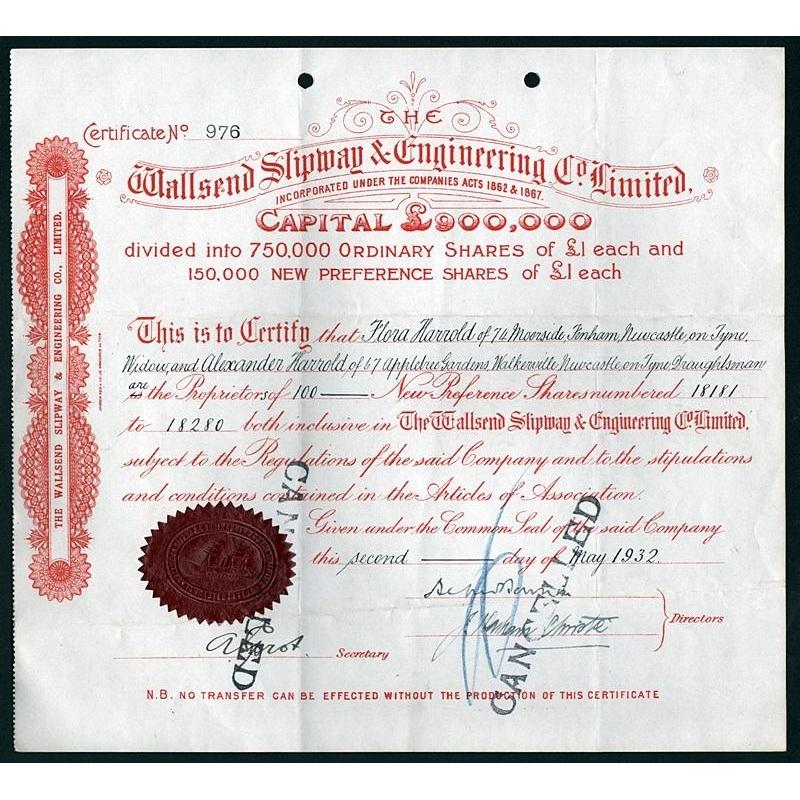 Certificate No. 976
THE
Wallsend Slipway & Engineering Co. Limited,
INCORPORATED UNDER THE COMPANIES ACTS 1862 & 1867.
CAPITAL £900,000
divided into 750,000 ORDINARY SHARES of £1 each and
150,000 NEW PREFERENCE SHARES of £1 each
THE WALLSEND SLIPWAY & ENGINEERING CO., LIMITED.
This is to Certify that Flora Harrold of 74 Moorside, Fenham, Newcastle on Tyne,
Widow, and Alexander Harrold of 47 Gardens Walkerville Newcastle on Tyne Draughtsman
are the Proprietors of 100 New Preference Shares numbered 18181
to 18280 both inclusive in The Wallsend Slipway & Engineering Co. Limited,
subject to the Regulations of the said Company and to the stipulations
and conditions contained in the Articles of Association.
Given under the Common Seal of the said Company
this second day of May 1932.
CANCELLED
CANCELLED
Directors
Secretary
N.B. NO TRANSFER CAN BE EFFECTED WITHOUT THE PRODUCTION OF THIS CERTIFICATE